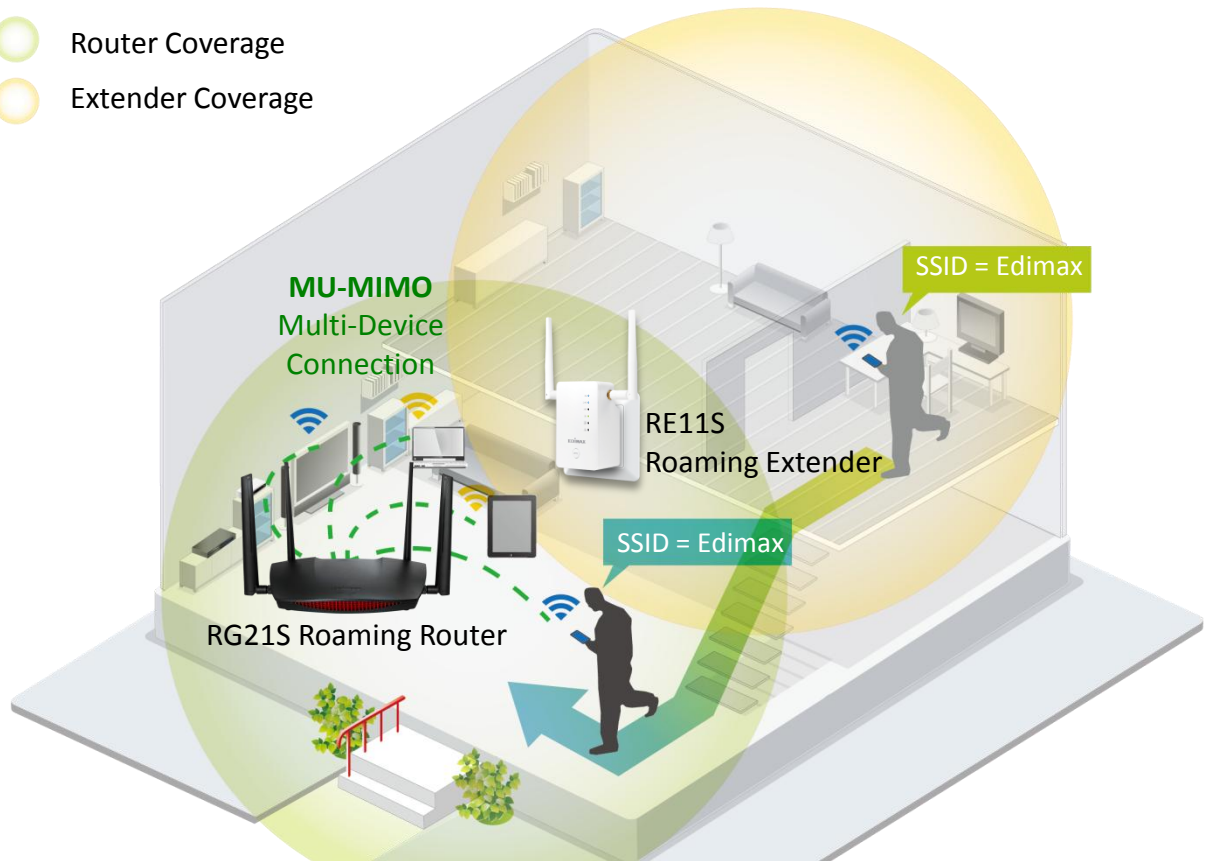 Router Coverage
Extender Coverage
SSID = Edimax
MU-MIMO
Multi-Device
Connection
EDIMAX
RE11S
Roaming Extender
SSID = Edimax
RG21S Roaming Router